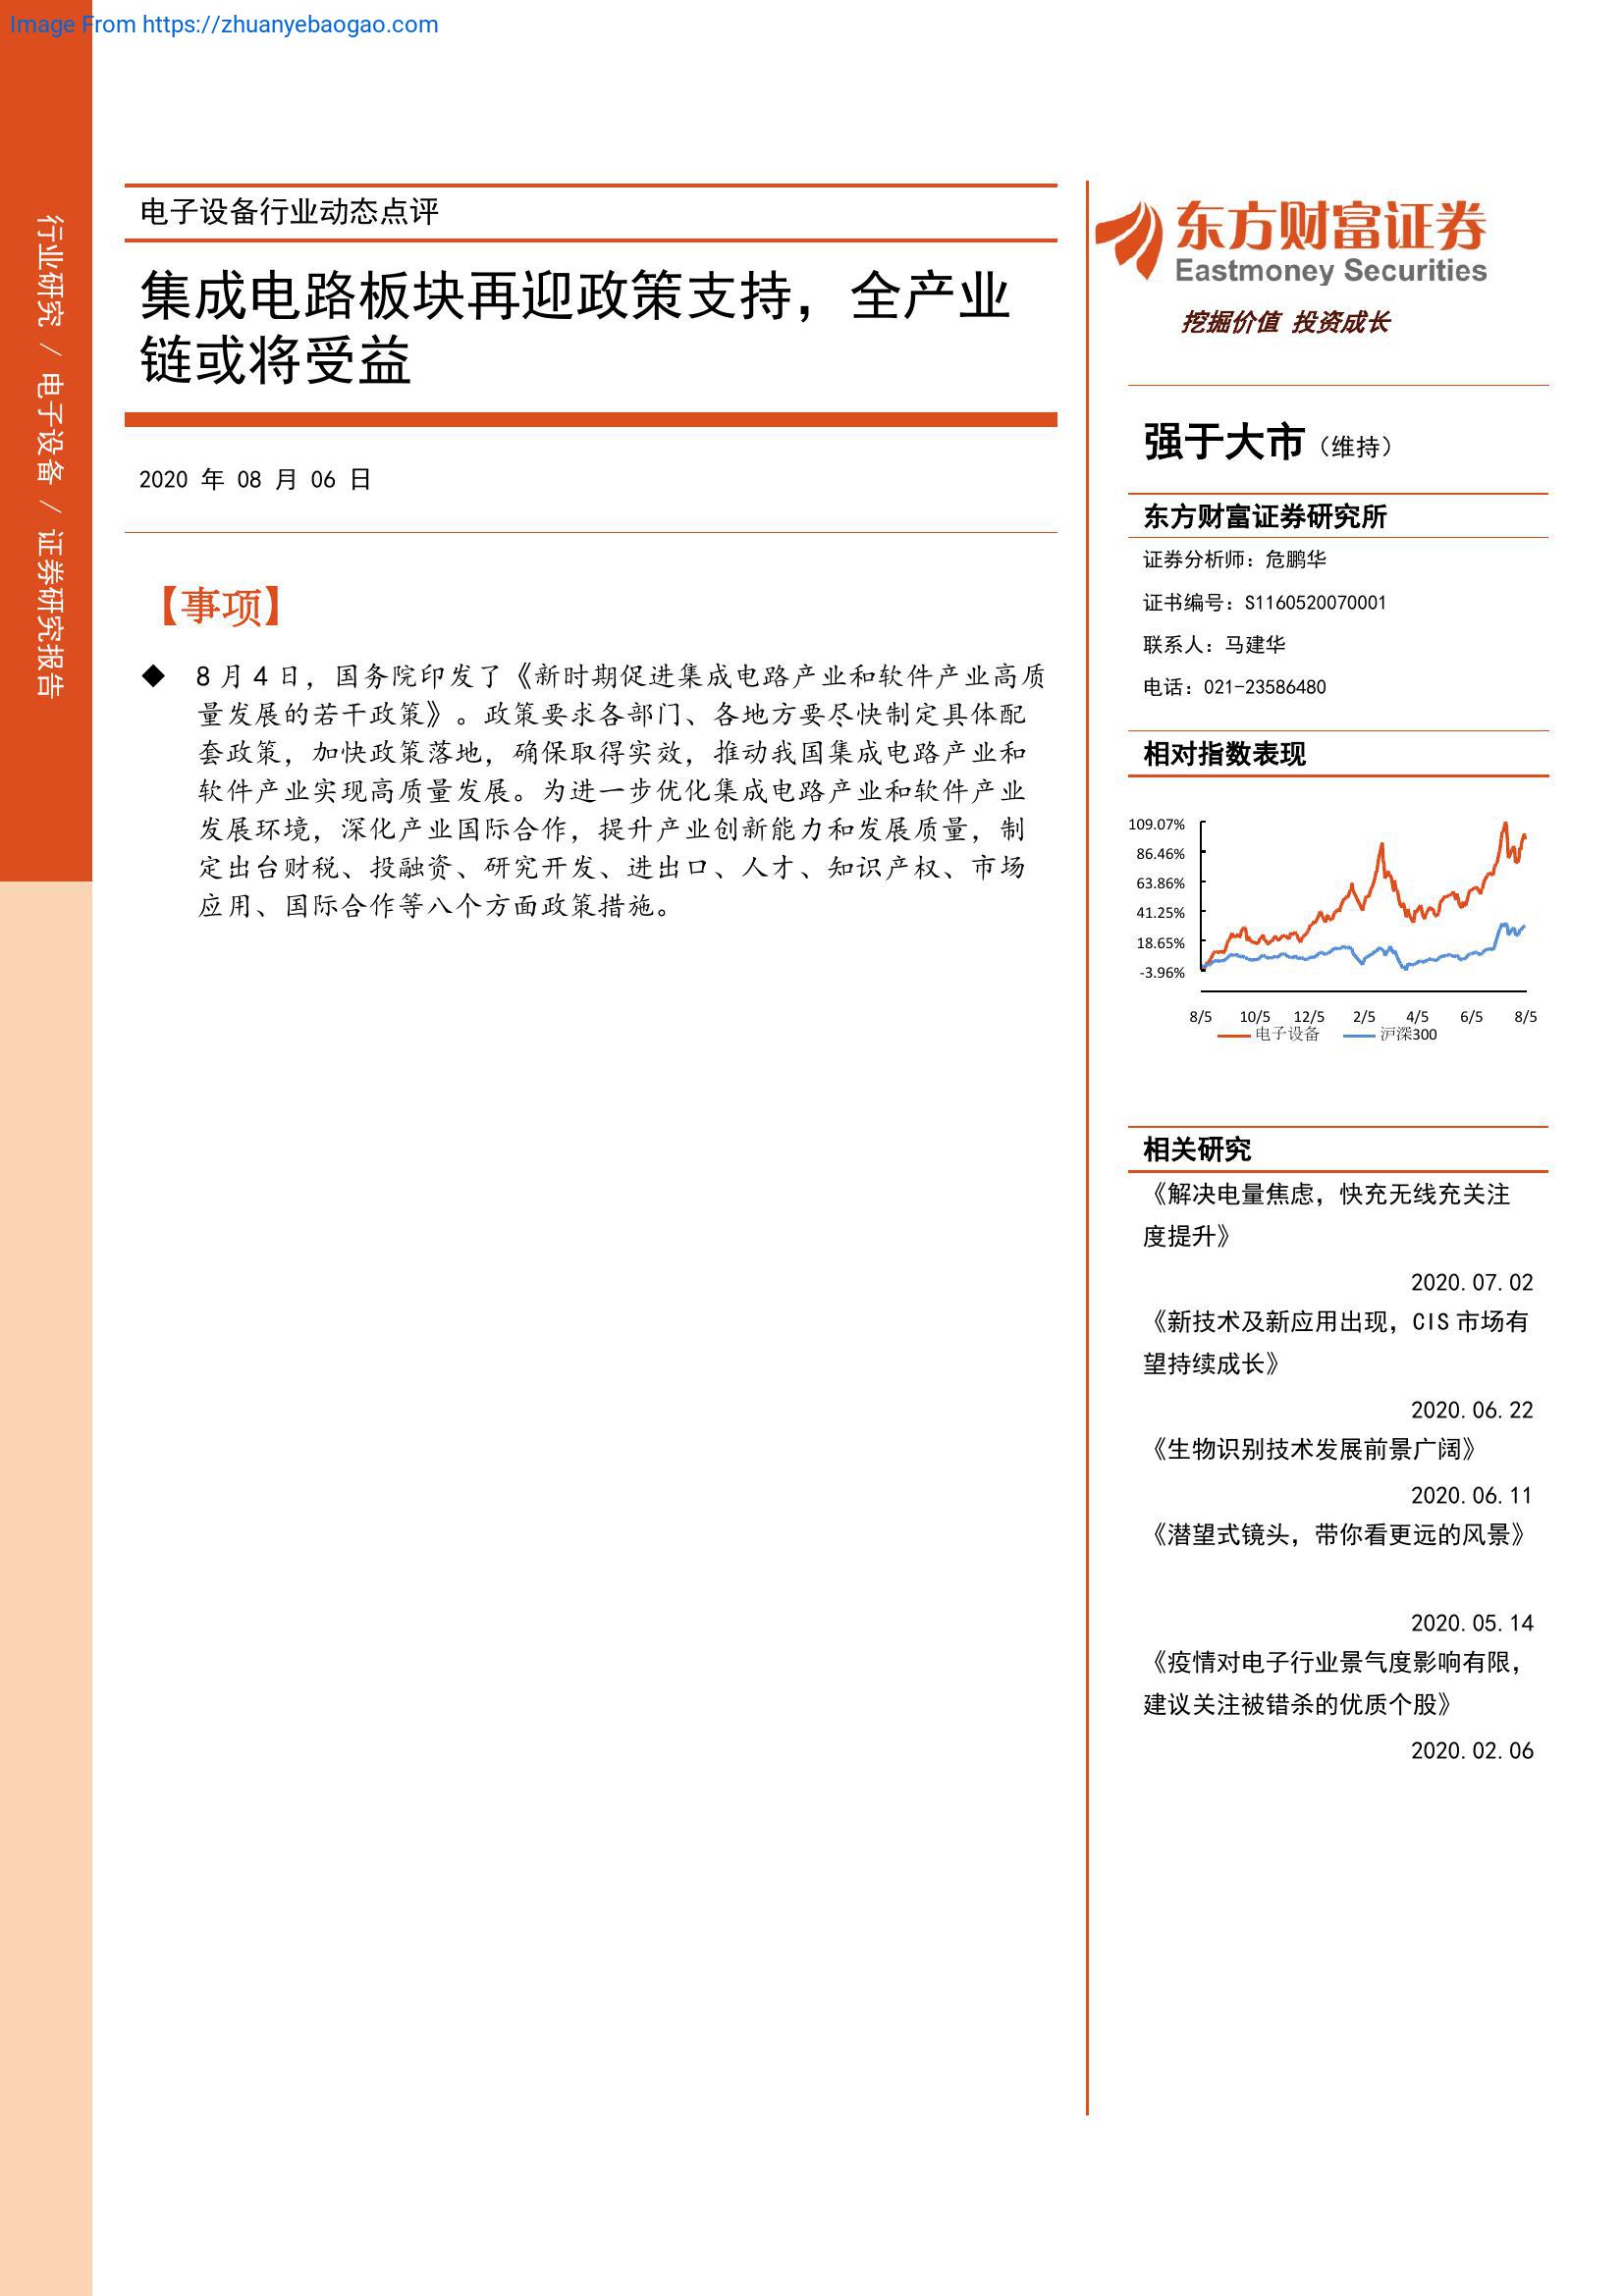 Image From https://zhuanyebaogao.com
行业研究 / 电子设备 / 证券研究报告
电子设备行业动态点评
集成电路板块再迎政策支持，全产业
链或将受益
2020 年 08 月 06 日
【事项】
◆ 8 月 4 日，国务院印发了《新时期促进集成电路产业和软件产业高质
量发展的若干政策》。政策要求各部门、各地方要尽快制定具体配
套政策，加快政策落地，确保取得实效，推动我国集成电路产业和
软件产业实现高质量发展。为进一步优化集成电路产业和软件产业
发展环境，深化产业国际合作，提升产业创新能力和发展质量，制
定出台财税、投融资、研究开发、进出口、人才、知识产权、市场
应用、国际合作等八个方面政策措施。
东方财富证券
Eastmoney Securities
挖掘价值 投资成长
强于大市（维持）
东方财富证券研究所
证券分析师：危鹏华
证书编号：S1160520070001
联系人：马建华
电话：021-23586480
相对指数表现
109.07%
86.46%
63.86%
41.25%
18.65%
-3.96%
8/5 10/5 12/5 2/5 4/5 6/5 8/5
电子设备 沪深300
相关研究
《解决电量焦虑，快充无线充关注
度提升》
2020.07.02
《新技术及新应用出现，CIS 市场有
望持续成长》
2020.06.22
《生物识别技术发展前景广阔》
2020.06.11
《潜望式镜头，带你看更远的风景》
2020.05.14
《疫情对电子行业景气度影响有限，
建议关注被错杀的优质个股》
2020.02.06